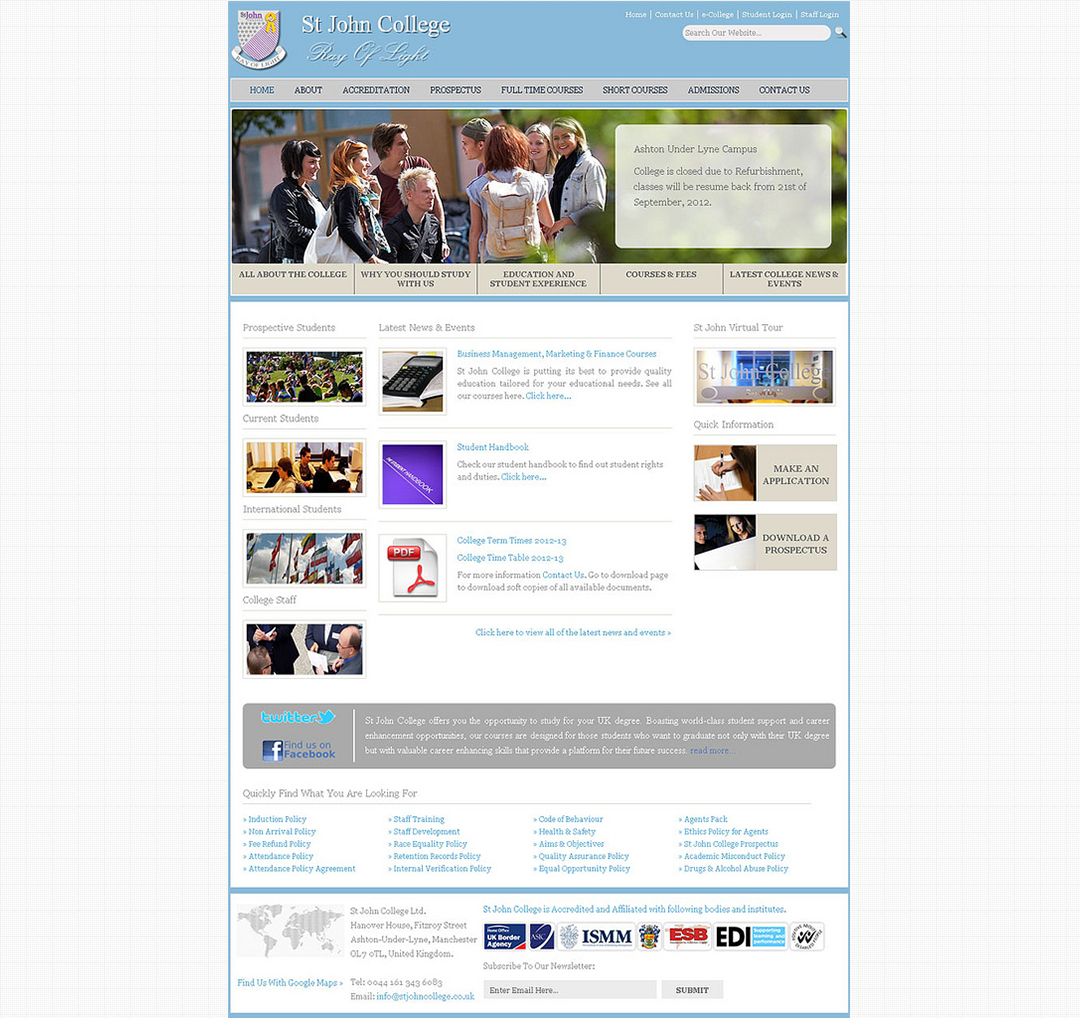 StJohn
RAY OF LIGHT
St John College
Ray Of Light
Home | Contact Us | e-College | Student Login | Staff Login
Search Our Website...
HOME ABOUT ACCREDITATION PROSPECTUS FULL TIME COURSES SHORT COURSES ADMISSIONS CONTACT US
Ashton Under Lyne Campus
College is closed due to Refurbishment,
classes will be resume back from 21st of
September, 2012.
ALL ABOUT THE COLLEGE
WHY YOU SHOULD STUDY
WITH US
EDUCATION AND
STUDENT EXPERIENCE
COURSES & FEES
LATEST COLLEGE NEWS &
EVENTS
Prospective Students
Current Students
International Students
College Staff
Latest News & Events
Business Management, Marketing & Finance Courses
St John College is putting its best to provide quality
education tailored for your educational needs. See all
our courses here. Click here...
STUDENT HANDBOOK
Student Handbook
Check our student handbook to find out student rights
and duties. Click here...
PDF
College Term Times 2012-13
College Time Table 2012-13
For more information Contact Us. Go to download page
to download soft copies of all available documents.
Click here to view all of the latest news and events »
St John Virtual Tour
St John College
Quick Information
MAKE AN
APPLICATION
DOWNLOAD A
PROSPECTUS
twitter
Find us on
Facebook
St John College offers you the opportunity to study for your UK degree. Boasting world-class student support and career
enhancement opportunities, our courses are designed for those students who want to graduate not only with their UK degree
but with valuable career enhancing skills that provide a platform for their future success. read more...
Quickly Find What You Are Looking For
» Induction Policy
» Non Arrival Policy
» Fee Refund Policy
» Attendance Policy
» Attendance Policy Agreement
» Staff Training
» Staff Development
» Race Equality Policy
» Retention Records Policy
» Internal Verification Policy
» Code of Behaviour
» Health & Safety
» Aims & Objectives
» Quality Assurance Policy
» Equal Opportunity Policy
» Agents Pack
» Ethics Policy for Agents
» St John College Prospectus
» Academic Misconduct Policy
» Drugs & Alcohol Abuse Policy
Find Us With Google Maps »
St John College Ltd.
Hanover House, Fitzroy Street
Ashton-Under-Lyne, Manchester
OL7 0TL, United Kingdom.
Tel: 0044 161 343 6083
Email: info@stjohncollege.co.uk
St John College is Accredited and Affiliated with following bodies and institutes.
Home Office
UK Border
Agency
ASIC
ISMM
ESB
EDI
Supporting
learning and
performance
Subscribe To Our Newsletter:
Enter Email Here...
SUBMIT